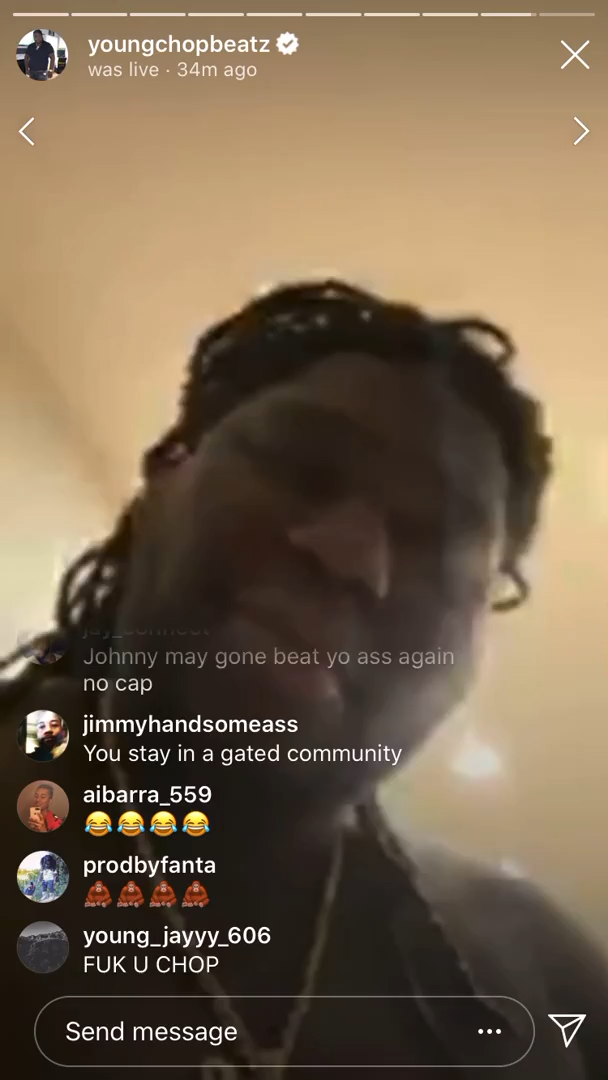 youngchopbeatz
was live · 34m ago
Johnny may gone beat yo ass again
no cap
jimmyhandsomeass
You stay in a gated community
aibarra_559
😂😂😂😂
prodbyfanta
🦧🦧🦧🦧
young_jayyy_606
FUK U CHOP
Send message